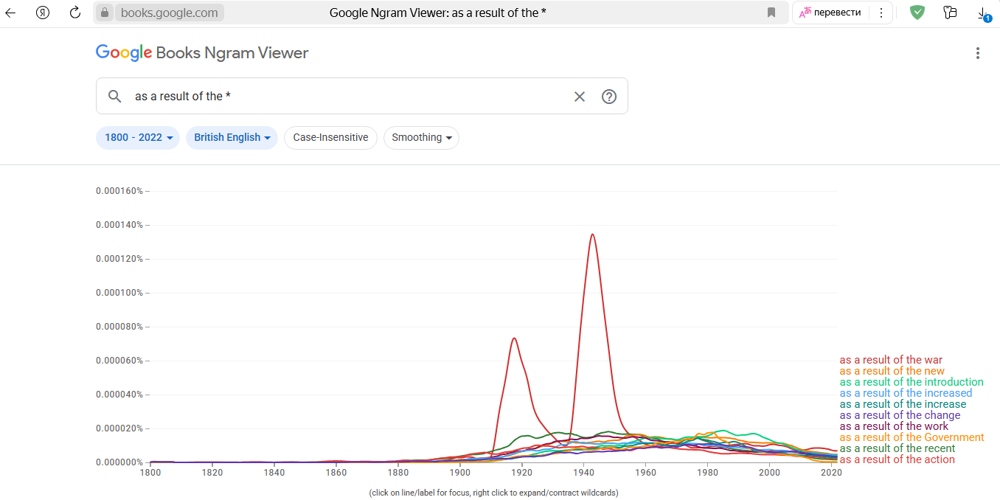 books.google.com
Google Ngram Viewer: as a result of the *
перевести
1
Google Books Ngram Viewer
as a result of the *
1800 - 2022
British English
Case-Insensitive
Smoothing
0.000160%
0.000140%
0.000120%
0.000100%
0.000080%
0.000060%
0.000040%
0.000020%
0.000000%
1800 1820 1840 1860 1880 1900 1920 1940 1960 1980 2000 2020
as a result of the war
as a result of the new
as a result of the introduction
as a result of the increased
as a result of the increase
as a result of the change
as a result of the work
as a result of the Government
as a result of the recent
as a result of the action
(click on line/label for focus, right click to expand/contract wildcards)